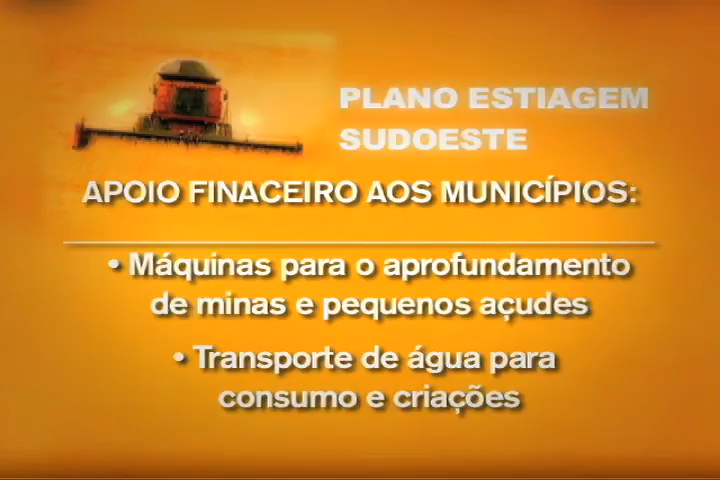 PLANO ESTIAGEM
SUDOESTE
APOIO FINACEIRO AOS MUNICÍPIOS:
• Máquinas para o aprofundamento
de minas e pequenos açudes
• Transporte de água para
consumo e criações